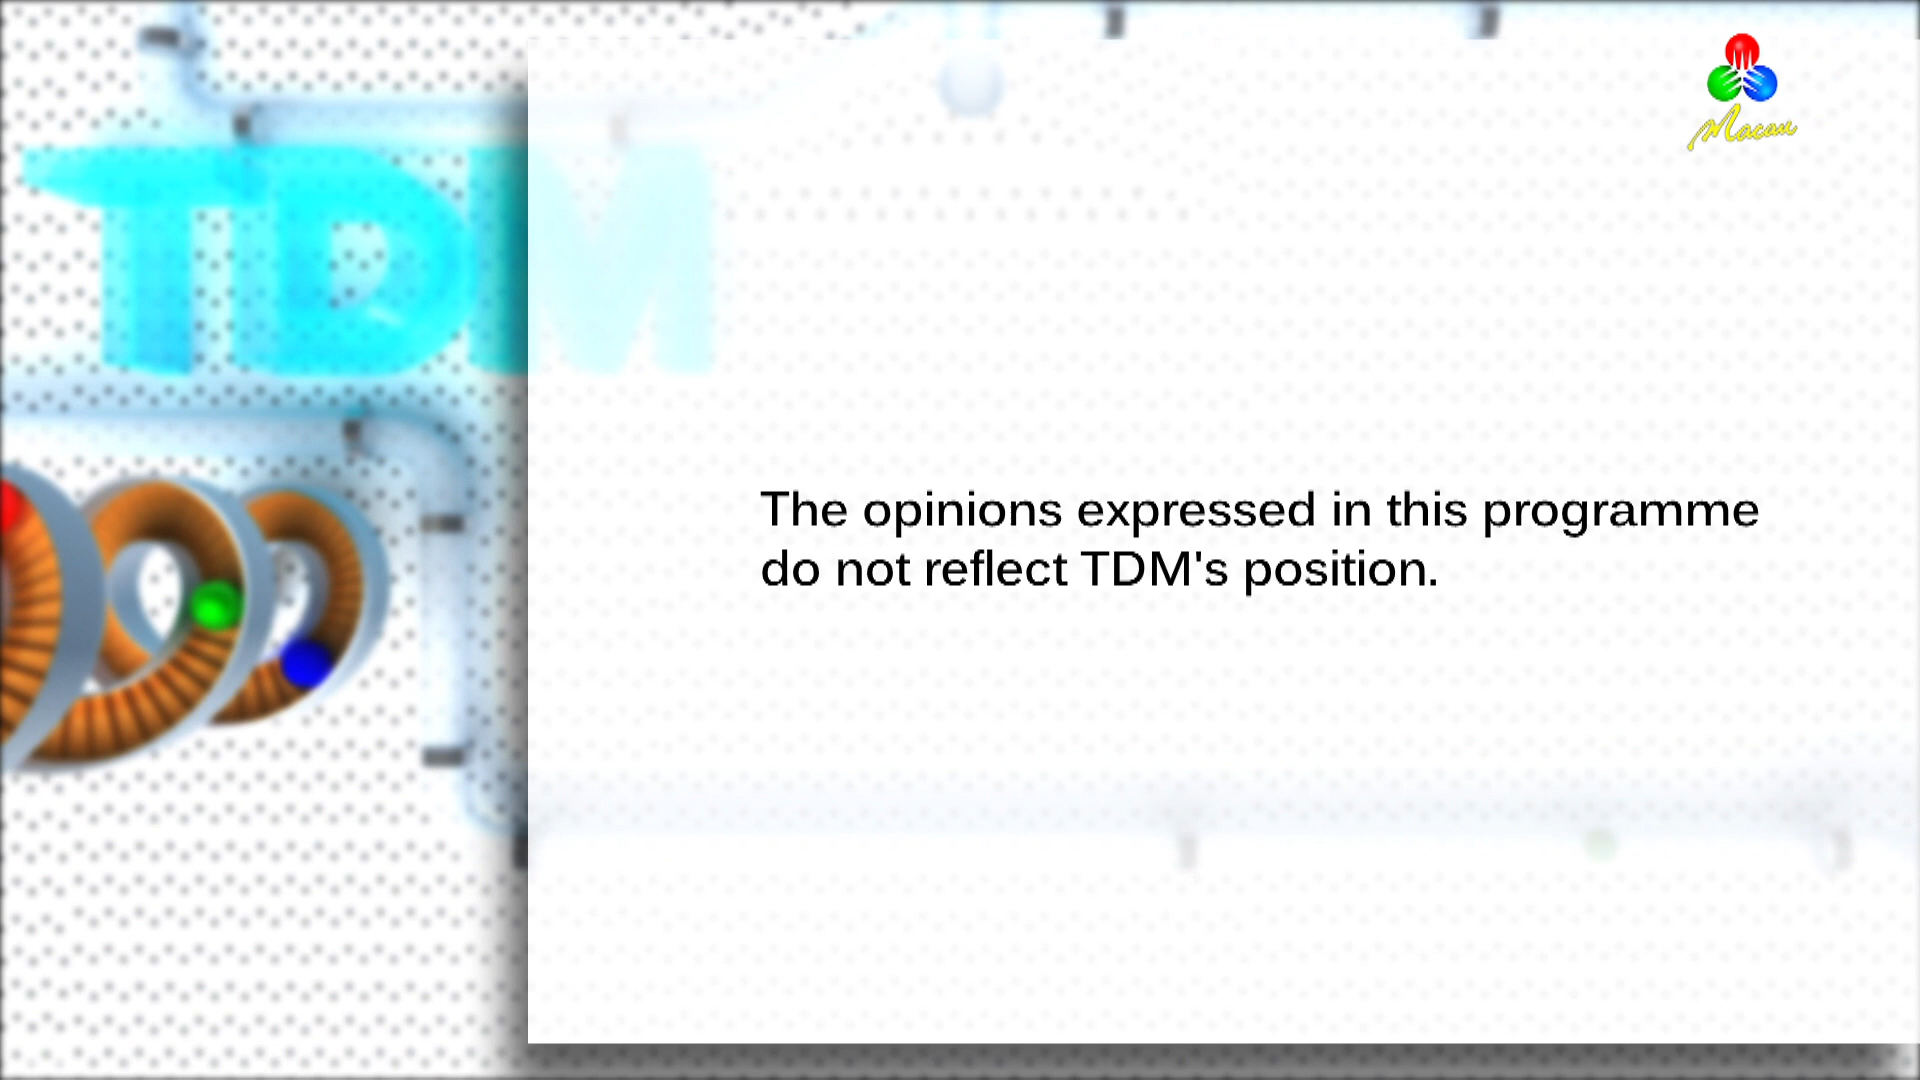 Macau
TDM
The opinions expressed in this programme
do not reflect TDM's position.